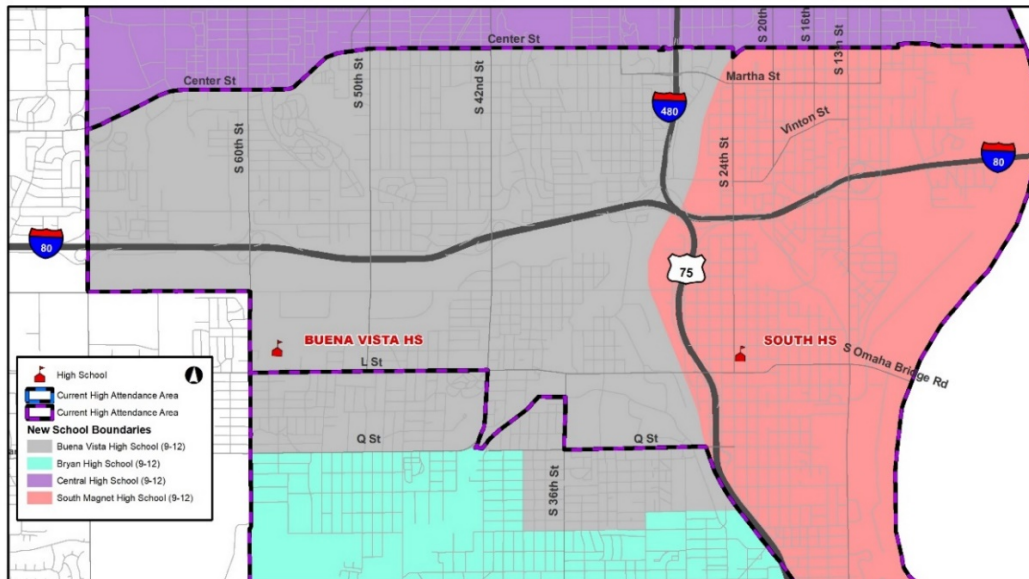 Center St
Center St
S 50th St
S 42nd St
S 60th St
S 20th
S 16th
S 13th St
Martha St
480
Vinton St
S 24th St
80
80
75
BUENA VISTA HS
SOUTH HS
L St
S Omaha Bridge Rd
Q St
Q St
S 36th St
High School
Current High Attendance Area
Current High Attendance Area
New School Boundaries
Buena Vista High School (9-12)
Bryan High School (9-12)
Central High School (9-12)
South Magnet High School (9-12)